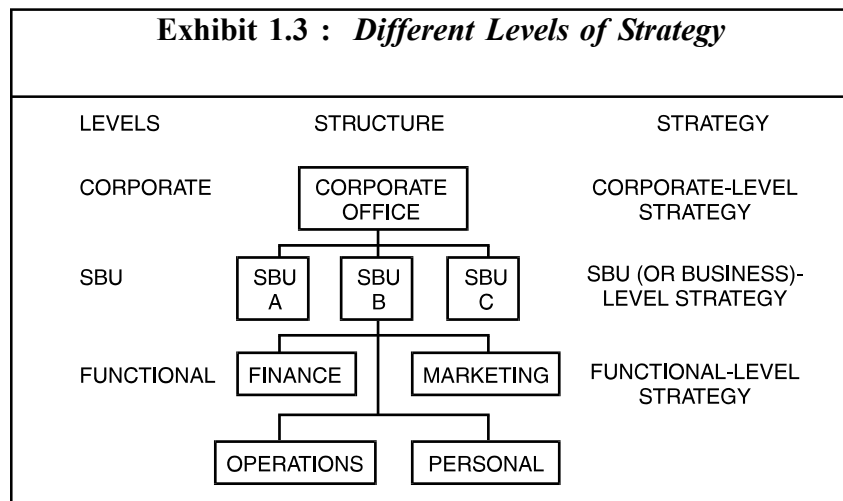 Exhibit 1.3 : Different Levels of Strategy
LEVELS STRUCTURE STRATEGY
CORPORATE CORPORATE OFFICE CORPORATE-LEVEL STRATEGY
SBU SBU A SBU B SBU C SBU (OR BUSINESS)-LEVEL STRATEGY
FUNCTIONAL FINANCE MARKETING FUNCTIONAL-LEVEL STRATEGY
OPERATIONS PERSONAL